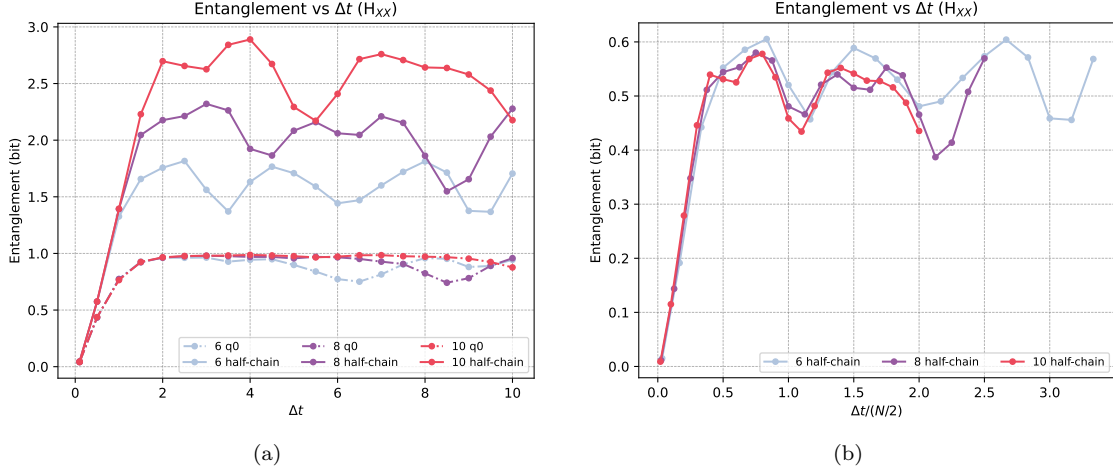 Entanglement vs Δt (H_XX)
Entanglement (bit)
3.0
2.5
2.0
1.5
1.0
0.5
0.0
6 q0
6 half-chain
8 q0
8 half-chain
10 q0
10 half-chain
0 2 4 6 8 10
Δt
(a)
Entanglement vs Δt (H_XX)
Entanglement (bit)
0.6
0.5
0.4
0.3
0.2
0.1
0.0
6 half-chain 8 half-chain 10 half-chain
0.0 0.5 1.0 1.5 2.0 2.5 3.0
Δt/(N/2)
(b)